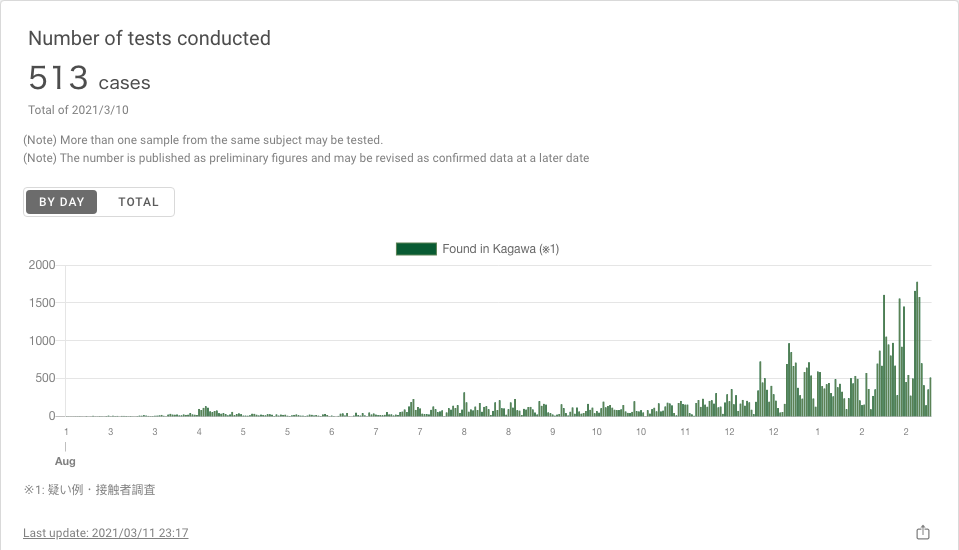 Number of tests conducted
513 cases
Total of 2021/3/10
(Note) More than one sample from the same subject may be tested.
(Note) The number is published as preliminary figures and may be revised as confirmed data at a later date
BY DAY TOTAL
Found in Kagawa (※1)
2000
1500
1000
500
0
1 3 3 4 5 5 6 7 7 8 8 9 10 10 11 12 12 1 2 2
Aug
※1: 疑い例・接触者調査
Last update: 2021/03/11 23:17